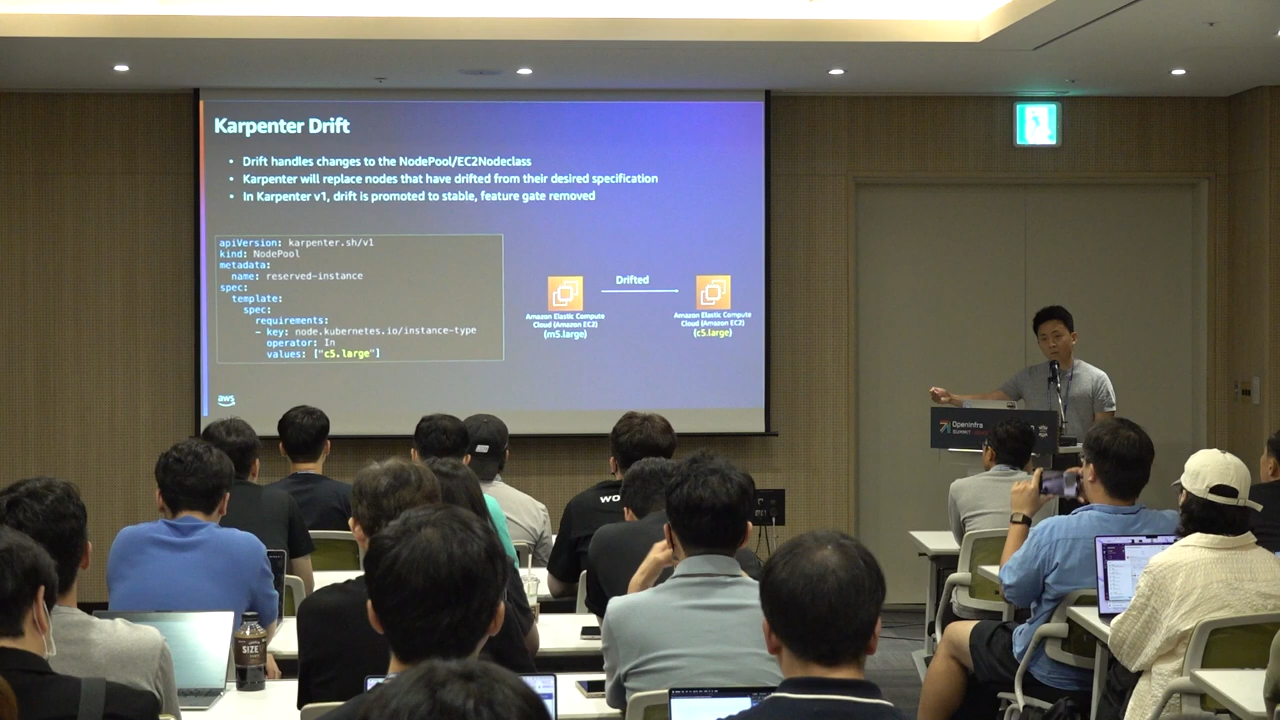 Karpenter Drift
• Drift handles changes to the NodePool/EC2Nodeclass
• Karpenter will replace nodes that have drifted from their desired specification
• In Karpenter v1, drift is promoted to stable, feature gate removed
apiVersion: karpenter.sh/v1
kind: NodePool
metadata:
name: reserved-instance
spec:
template:
spec:
requirements:
- key: node.kubernetes.io/instance-type
operator: In
values: ["c5.large"]
Drifted
Amazon Elastic Compute
Cloud (Amazon EC2)
(m5.large)
Amazon Elastic Compute
Cloud (Amazon EC2)
(c5.large)
aws
OpenInfra
SUMMIT
WO
SIZE